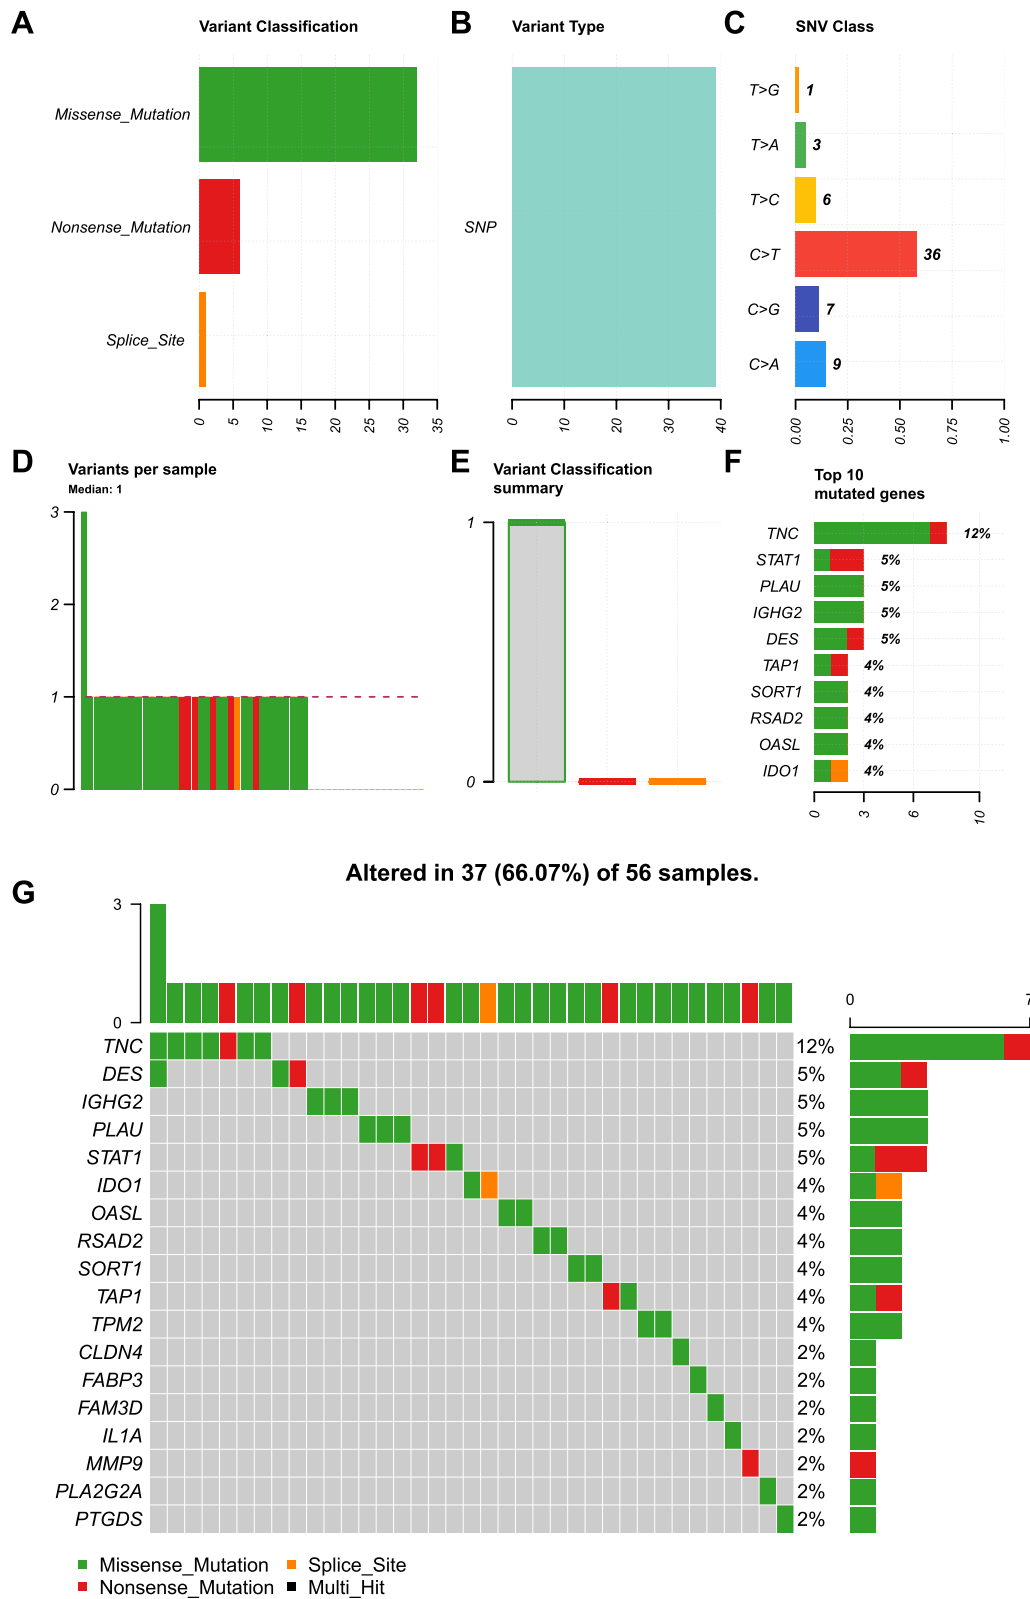 A
Variant Classification
Missense_Mutation
Nonsense_Mutation
Splice_Site
0 5 10 15 20 25 30 35
B
Variant Type
SNP
0 10 20 30 40
C
SNV Class
T>G 1
T>A 3
T>C 6
C>T 36
C>G 7
C>A 9
0.00 0.25 0.50 0.75 1.00
D
Variants per sample
Median: 1
3
2
1
0
E
Variant Classification
summary
1
0
F
Top 10
mutated genes
TNC 12%
STAT1 5%
PLAU 5%
IGHG2 5%
DES 5%
TAP1 4%
SORT1 4%
RSAD2 4%
OASL 4%
IDO1 4%
0 3 6 10
G
Altered in 37 (66.07%) of 56 samples.
3
0
0 7
TNC 12%
DES 5%
IGHG2 5%
PLAU 5%
STAT1 5%
IDO1 4%
OASL 4%
RSAD2 4%
SORT1 4%
TAP1 4%
TPM2 4%
CLDN4 2%
FABP3 2%
FAM3D 2%
IL1A 2%
MMP9 2%
PLA2G2A 2%
PTGDS 2%
Missense_Mutation Splice_Site
Nonsense_Mutation Multi_Hit